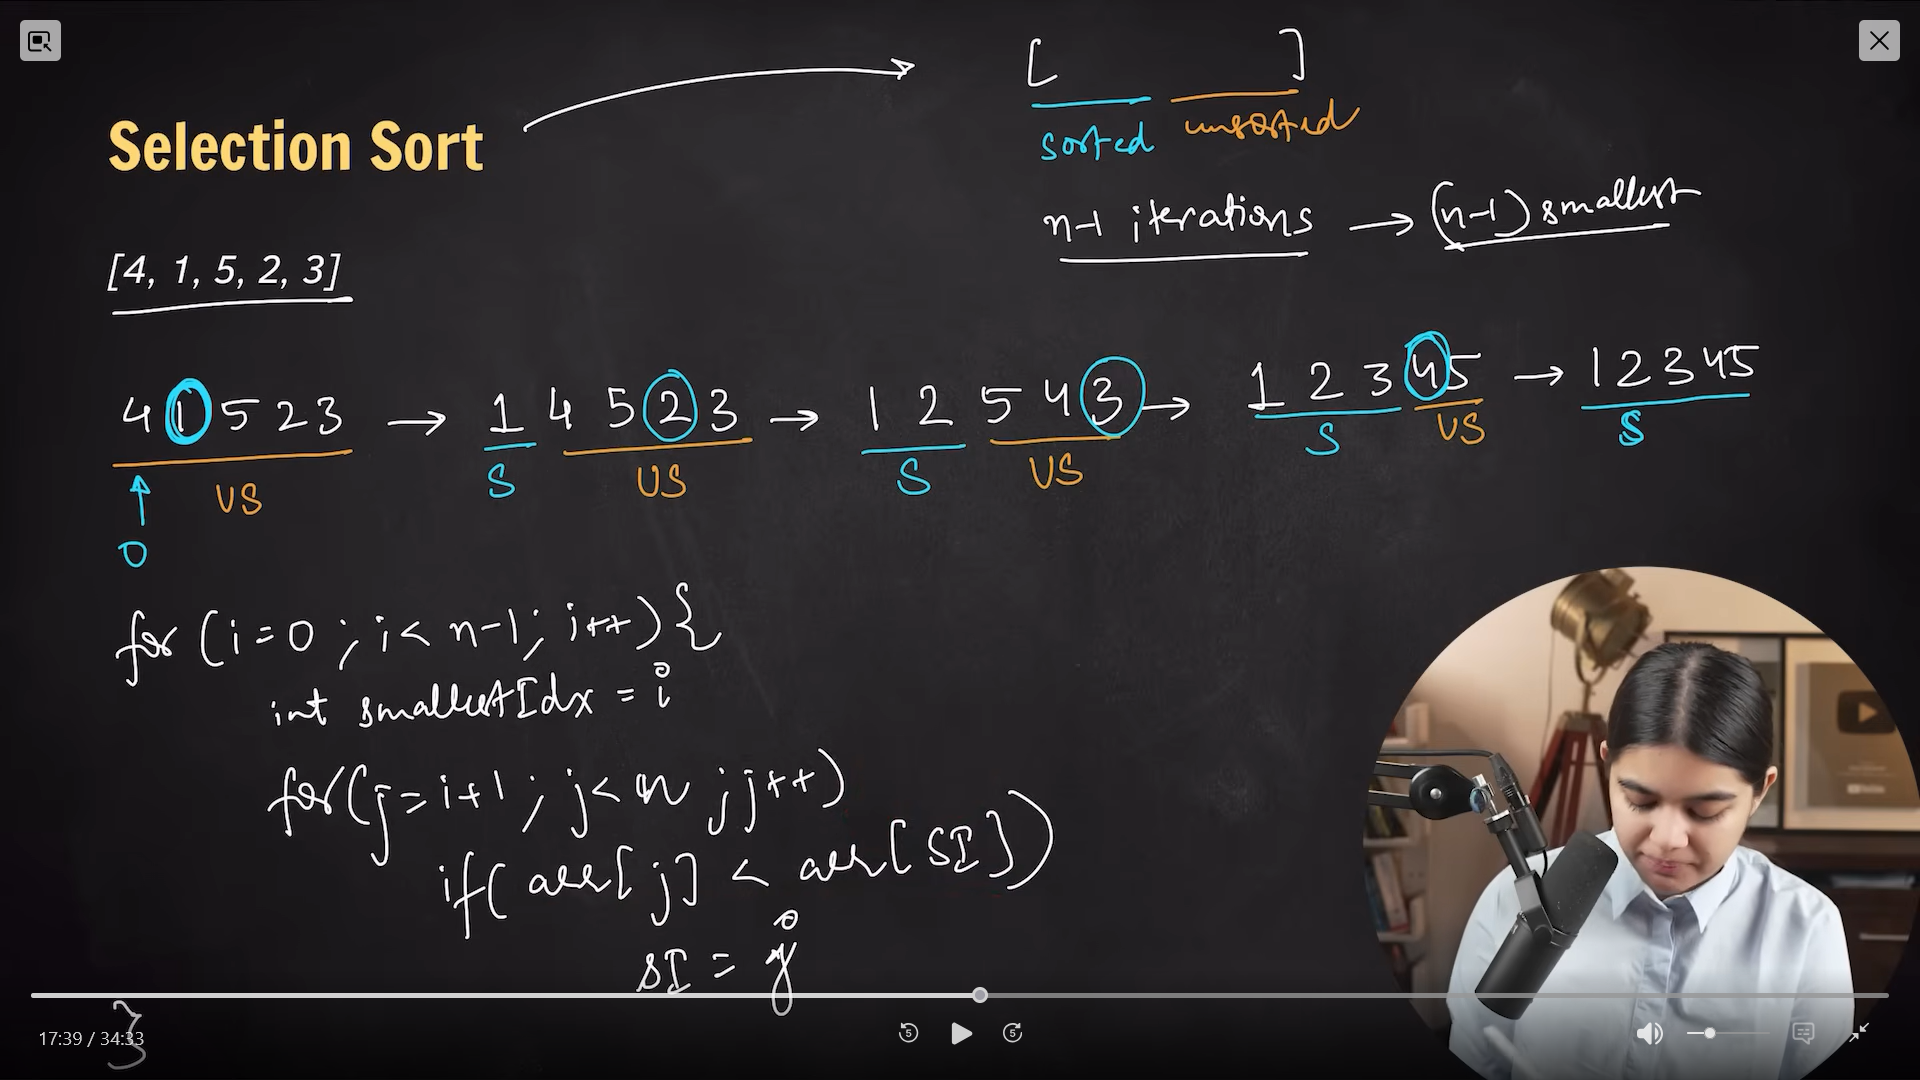 [ ]
Selection Sort
sorted unsorted
n-1 iterations → (n-1) smallest
[4, 1, 5, 2, 3]
4 1 5 2 3 → 1 4 5 2 3 → 1 2 5 4 3 → 1 2 3 4 5 → 1 2 3 4 5
US S US S US S US S
0
for (i=0 ; i< n-1; i++){
int smallestIdx = i
for(j=i+1 ; j<n ; j++)
if( arr[j] < arr[SI])
SI = j
}
5 5
17:39 / 34:33